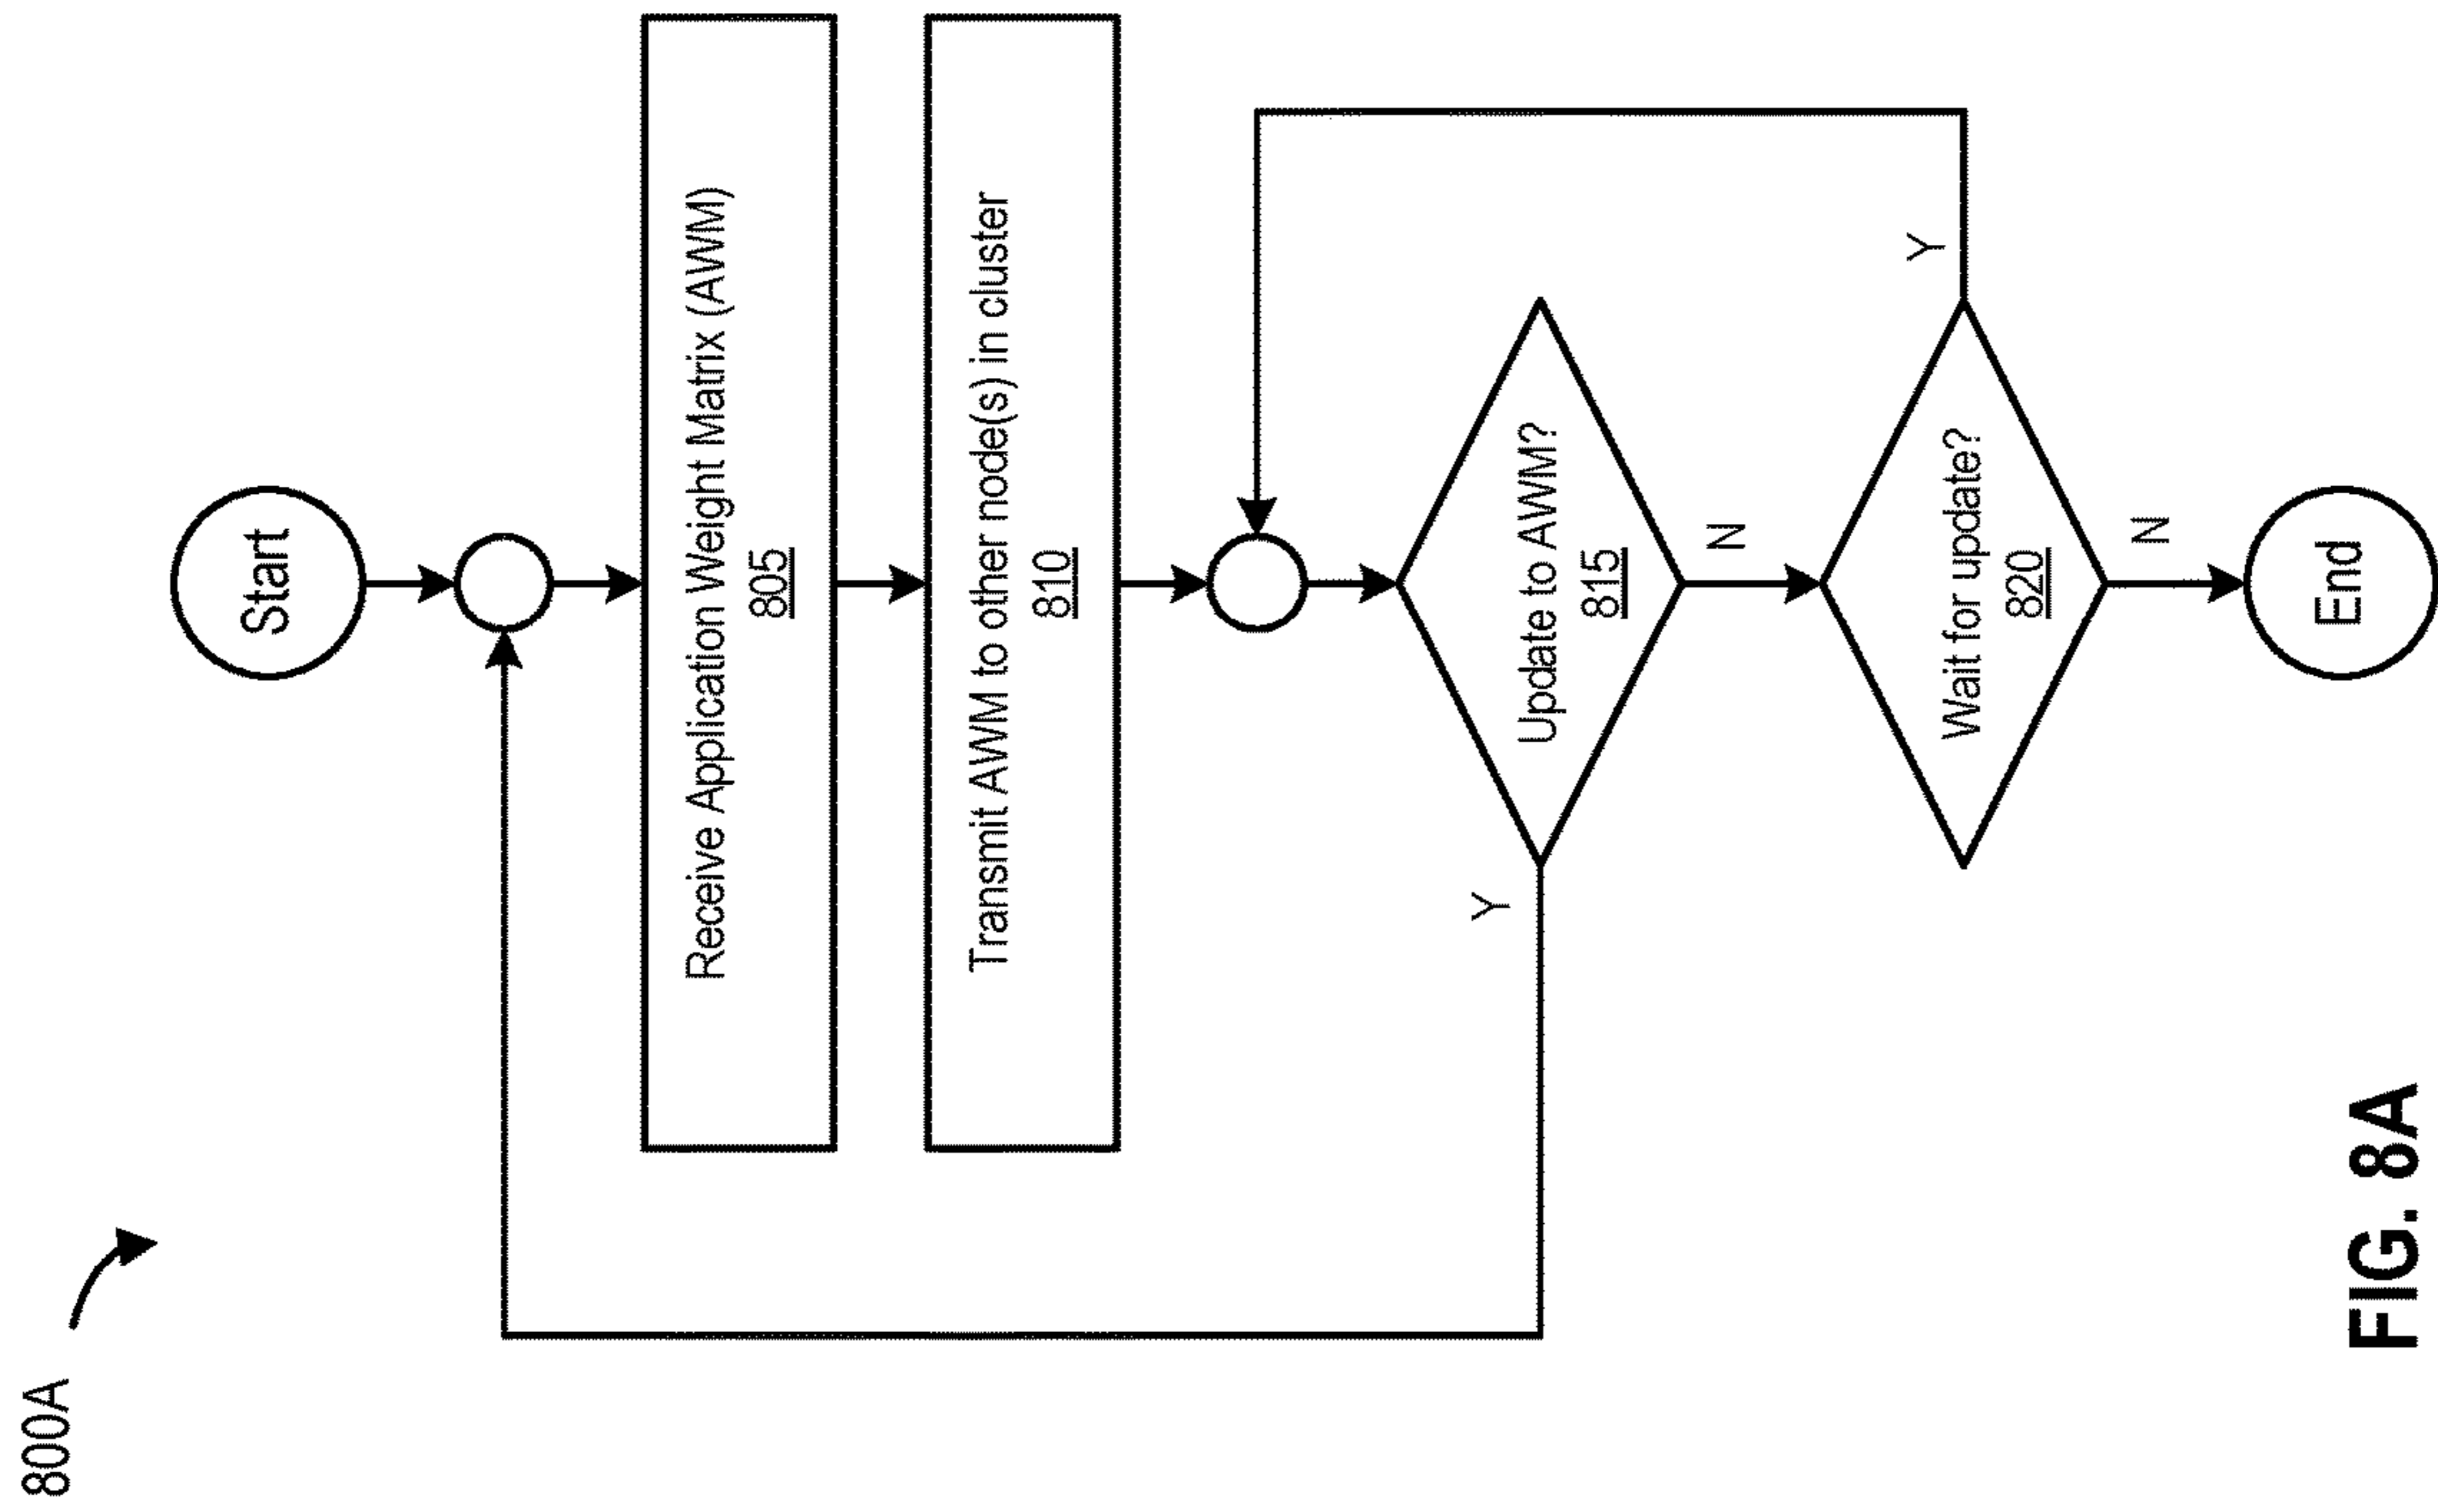 800A
Start
Receive Application Weight Matrix (AWM)
805
Transmit AWM to other node(s) in cluster
810
Update to AWM?
815
Y
N
Wait for update?
820
Y
N
End
FIG. 8A